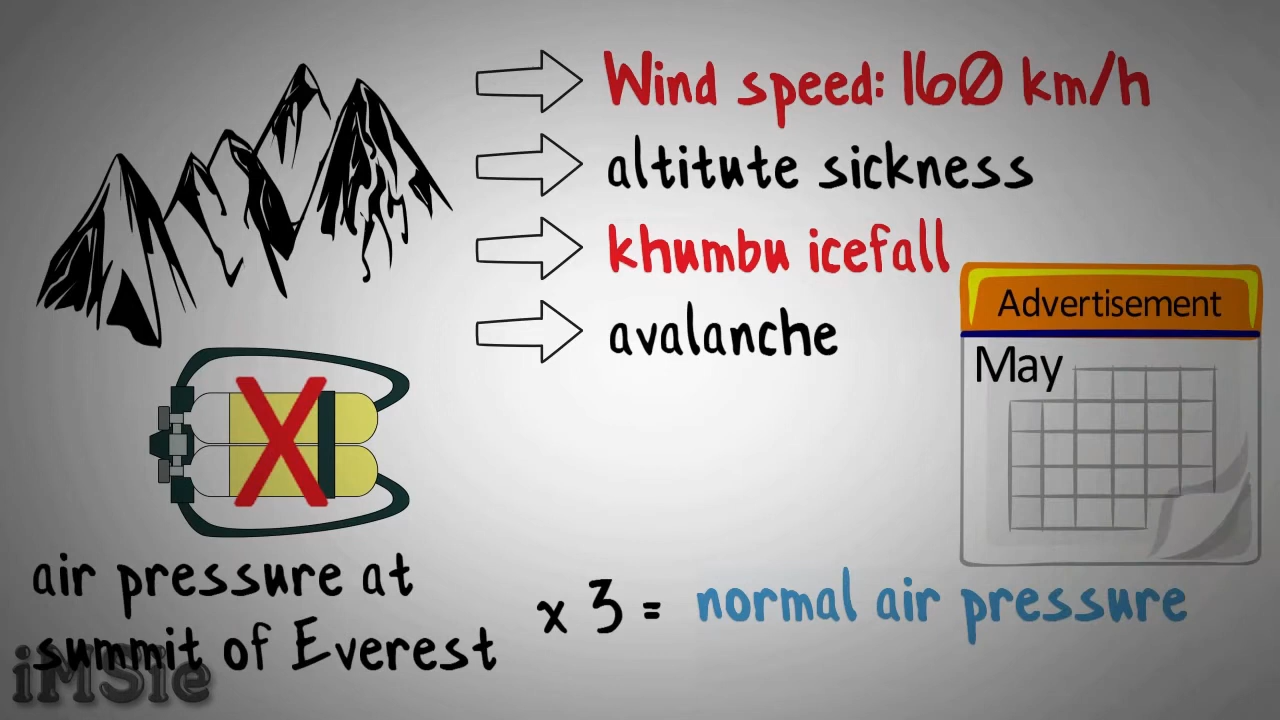 Wind speed: 160 km/h
altitute sickness
khumbu icefall
avalanche
Advertisement
May
air pressure at
summit of Everest
x 3 = normal air pressure
iMSie